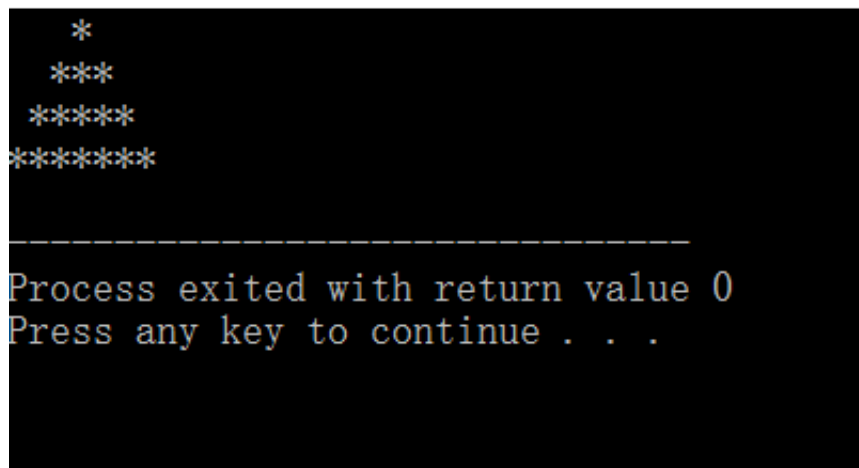 *
  ***
 *****
*******
--------------------------------
Process exited with return value 0
Press any key to continue . . .